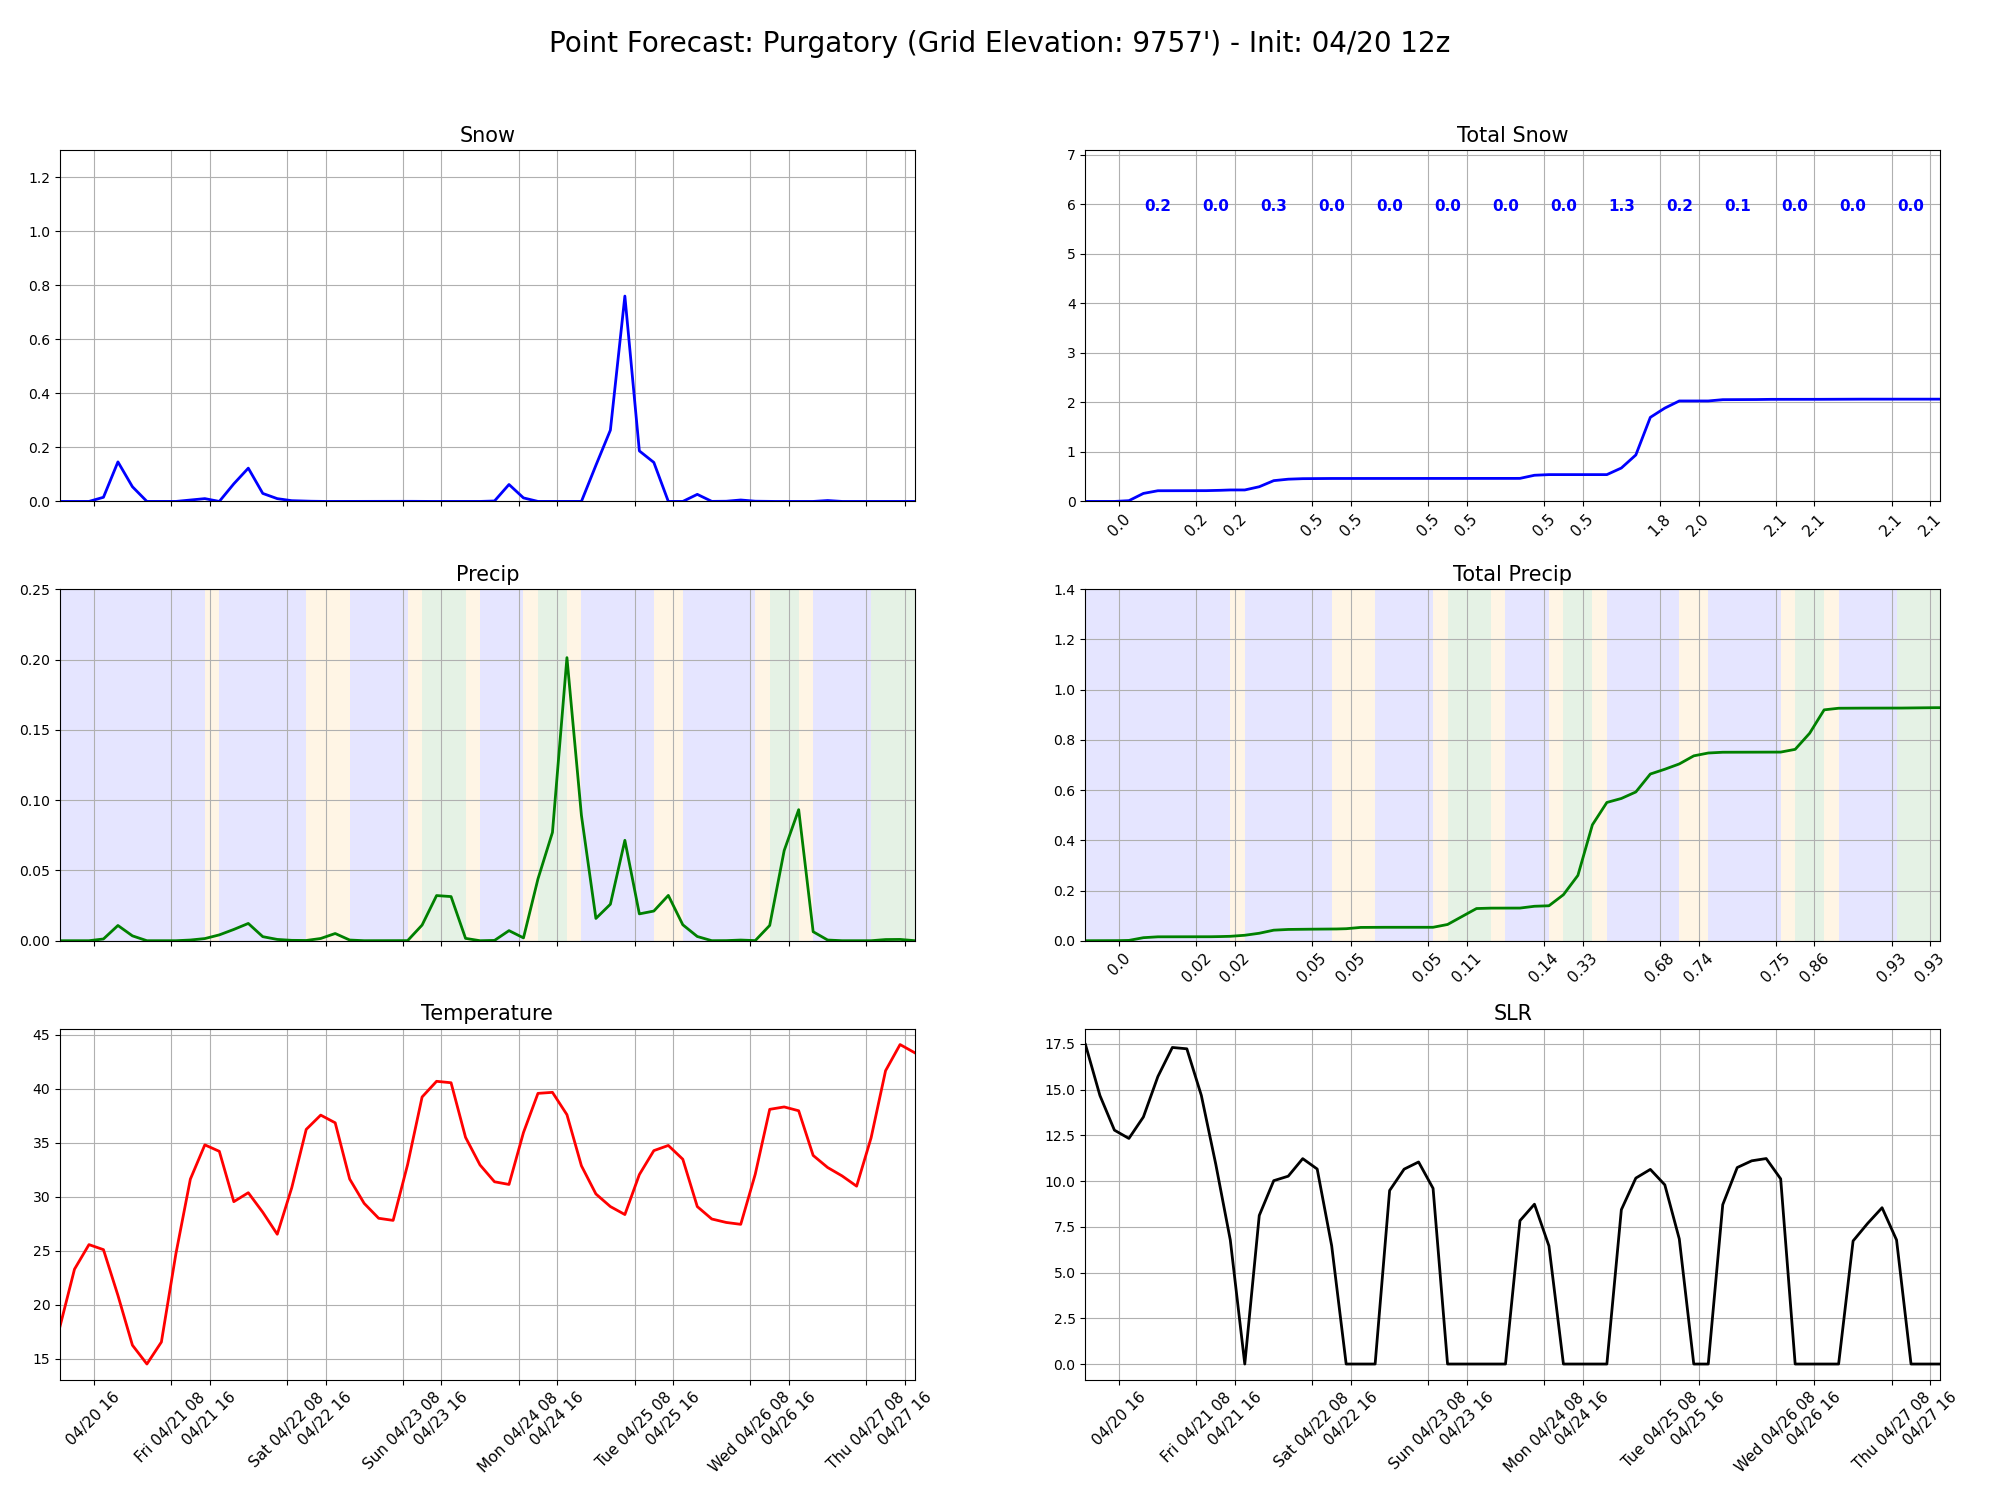 Point Forecast: Purgatory (Grid Elevation: 9757') - Init: 04/20 12z
Snow
1.2
1.0
0.8
0.6
0.4
0.2
0.0
Total Snow
7
6
5
4
3
2
1
0
0.2 0.0 0.3 0.0 0.0 0.0 0.0 0.0 1.3 0.2 0.1 0.0 0.0 0.0
0.0 0.2 0.2 0.5 0.5 0.5 0.5 0.5 0.5 1.8 2.0 2.1 2.1 2.1 2.1
Precip
0.25
0.20
0.15
0.10
0.05
0.00
Total Precip
1.4
1.2
1.0
0.8
0.6
0.4
0.2
0.0
0.0 0.02 0.02 0.05 0.05 0.05 0.11 0.14 0.33 0.68 0.74 0.75 0.86 0.93 0.93
Temperature
45
40
35
30
25
20
15
04/20 16
Fri 04/21 08
04/21 16
Sat 04/22 08
04/22 16
Sun 04/23 08
04/23 16
Mon 04/24 08
04/24 16
Tue 04/25 08
04/25 16
Wed 04/26 08
04/26 16
Thu 04/27 08
04/27 16
SLR
17.5
15.0
12.5
10.0
7.5
5.0
2.5
0.0
04/20 16
Fri 04/21 08
04/21 16
Sat 04/22 08
04/22 16
Sun 04/23 08
04/23 16
Mon 04/24 08
04/24 16
Tue 04/25 08
04/25 16
Wed 04/26 08
04/26 16
Thu 04/27 08
04/27 16